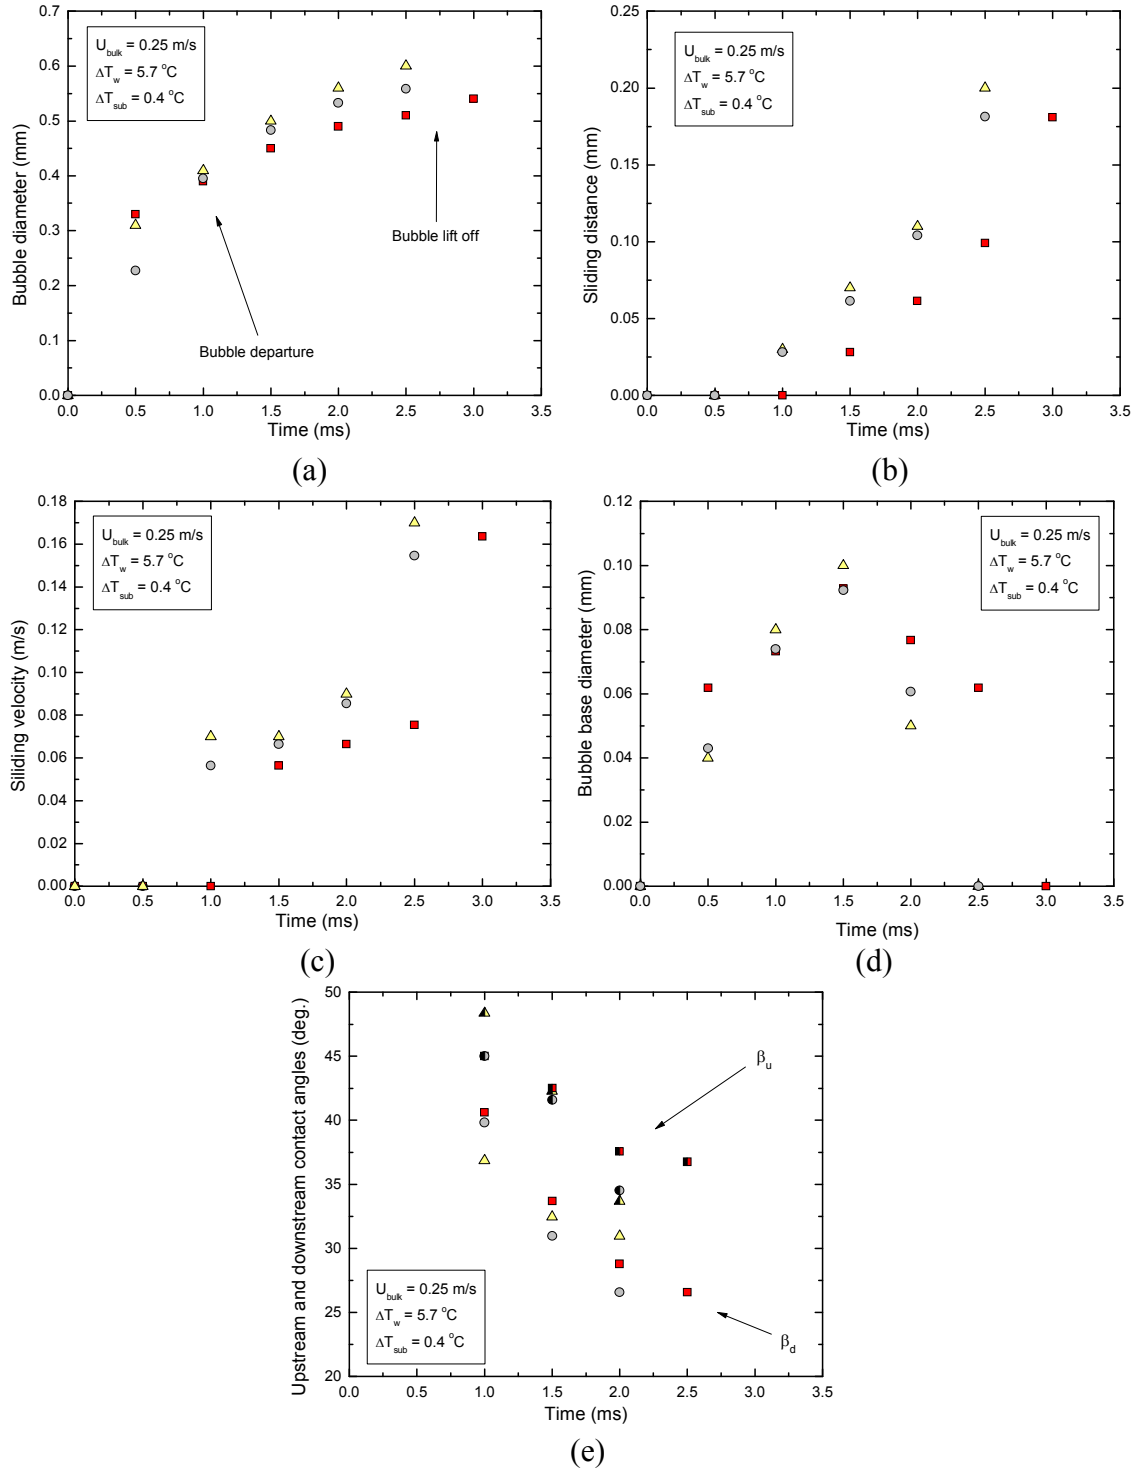 U_bulk = 0.25 m/s
ΔT_w = 5.7 °C
ΔT_sub = 0.4 °C
Bubble diameter (mm)
0.6
0.5
0.4
0.3
0.2
0.1
0.0
Bubble lift off
Bubble departure
0.0 0.5 1.0 1.5 2.0 2.5 3.0 3.5
Time (ms)
(a)
U_bulk = 0.25 m/s
ΔT_w = 5.7 °C
ΔT_sub = 0.4 °C
Sliding distance (mm)
0.25
0.20
0.15
0.10
0.05
0.00
0.0 0.5 1.0 1.5 2.0 2.5 3.0 3.5
Time (ms)
(b)
U_bulk = 0.25 m/s
ΔT_w = 5.7 °C
ΔT_sub = 0.4 °C
Siliding velocity (m/s)
0.18
0.16
0.14
0.12
0.10
0.08
0.06
0.04
0.02
0.00
0.0 0.5 1.0 1.5 2.0 2.5 3.0 3.5
Time (ms)
(c)
U_bulk = 0.25 m/s
ΔT_w = 5.7 °C
ΔT_sub = 0.4 °C
Bubble base diameter (mm)
0.12
0.10
0.08
0.06
0.04
0.02
0.00
0.0 0.5 1.0 1.5 2.0 2.5 3.0 3.5
Time (ms)
(d)
Upstream and downstream contact angles (deg.)
50
45
40
35
30
25
20
β_u
β_d
U_bulk = 0.25 m/s
ΔT_w = 5.7 °C
ΔT_sub = 0.4 °C
0.0 0.5 1.0 1.5 2.0 2.5 3.0 3.5
Time (ms)
(e)